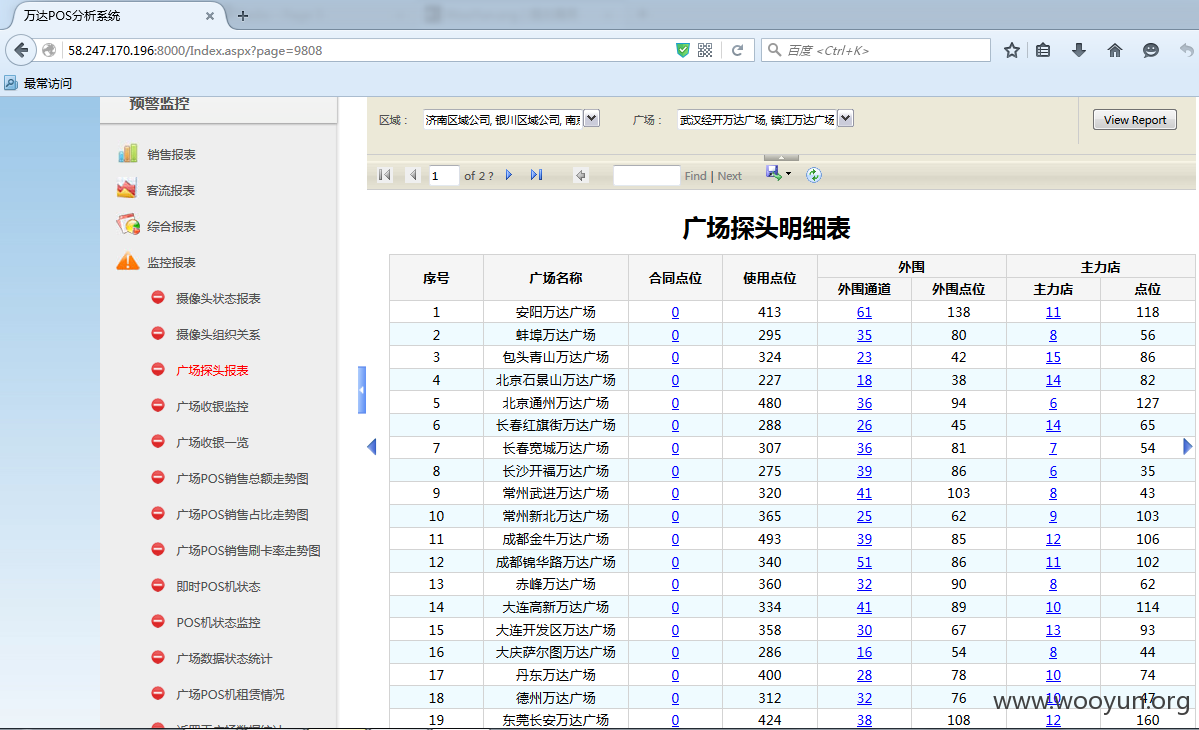 万达POS分析系统
58.247.170.196:8000/Index.aspx?page=9808
百度 <Ctrl+K>
最常访问
预警监控
销售报表
客流报表
综合报表
监控报表
摄像头状态报表
摄像头组织关系
广场探头报表
广场收银监控
广场收银一览
广场POS销售总额走势图
广场POS销售占比走势图
广场POS销售刷卡率走势图
即时POS机状态
POS机状态监控
广场数据状态统计
广场POS机租赁情况
区域： 济南区域公司, 银川区域公司, 南京 广场： 武汉经开万达广场, 镇江万达广场 View Report
1 of 2 ? Find | Next
广场探头明细表
序号 广场名称 合同点位 使用点位 外围 主力店
外围通道 外围点位 主力店 点位
1 安阳万达广场 0 413 61 138 11 118
2 蚌埠万达广场 0 295 35 80 8 56
3 包头青山万达广场 0 324 23 42 15 86
4 北京石景山万达广场 0 227 18 38 14 82
5 北京通州万达广场 0 480 36 94 6 127
6 长春红旗街万达广场 0 288 26 45 14 65
7 长春宽城万达广场 0 307 36 81 7 54
8 长沙开福万达广场 0 275 39 86 6 35
9 常州武进万达广场 0 320 41 103 8 43
10 常州新北万达广场 0 365 25 62 9 103
11 成都金牛万达广场 0 493 39 85 12 106
12 成都锦华路万达广场 0 340 51 86 11 102
13 赤峰万达广场 0 360 32 90 8 62
14 大连高新万达广场 0 334 41 89 10 114
15 大连开发区万达广场 0 358 30 67 13 93
16 大庆萨尔图万达广场 0 286 16 54 8 44
17 丹东万达广场 0 400 28 78 10 74
18 德州万达广场 0 312 32 76 10 47
19 东莞长安万达广场 0 424 38 108 12 160
www.wooyun.org